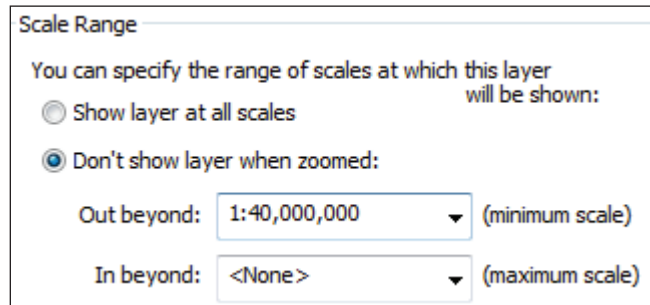 Scale Range
You can specify the range of scales at which this layer
will be shown:
Show layer at all scales
Don't show layer when zoomed:
Out beyond: 1:40,000,000 (minimum scale)
In beyond: <None> (maximum scale)